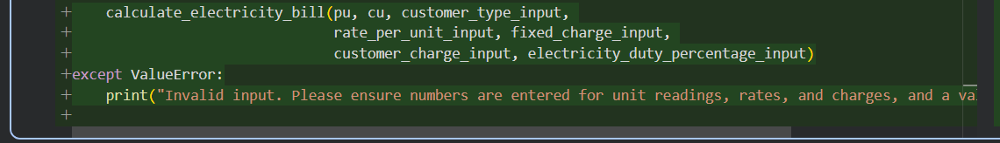 +    calculate_electricity_bill(pu, cu, customer_type_input,
+                               rate_per_unit_input, fixed_charge_input,
+                               customer_charge_input, electricity_duty_percentage_input)
+except ValueError:
+    print("Invalid input. Please ensure numbers are entered for unit readings, rates, and charges, and a va
+